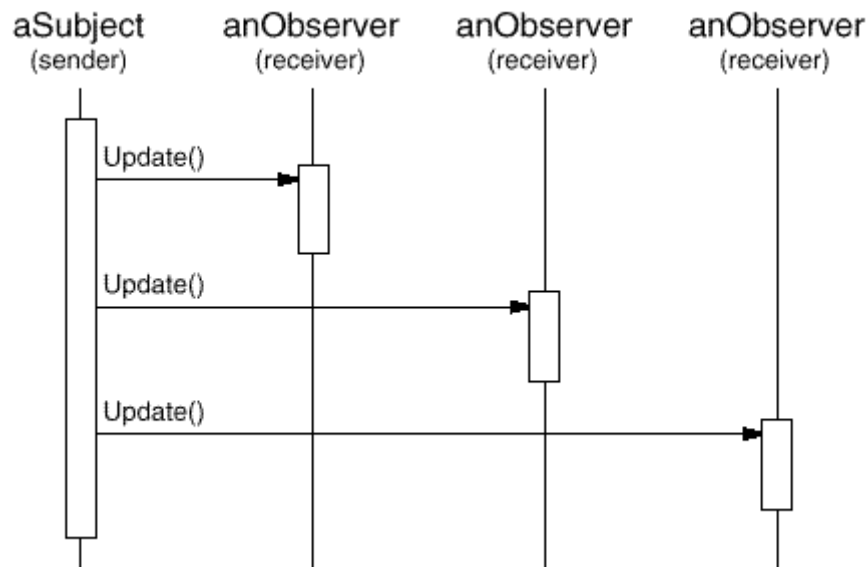 aSubject anObserver anObserver anObserver
(sender) (receiver) (receiver) (receiver)
Update()
Update()
Update()